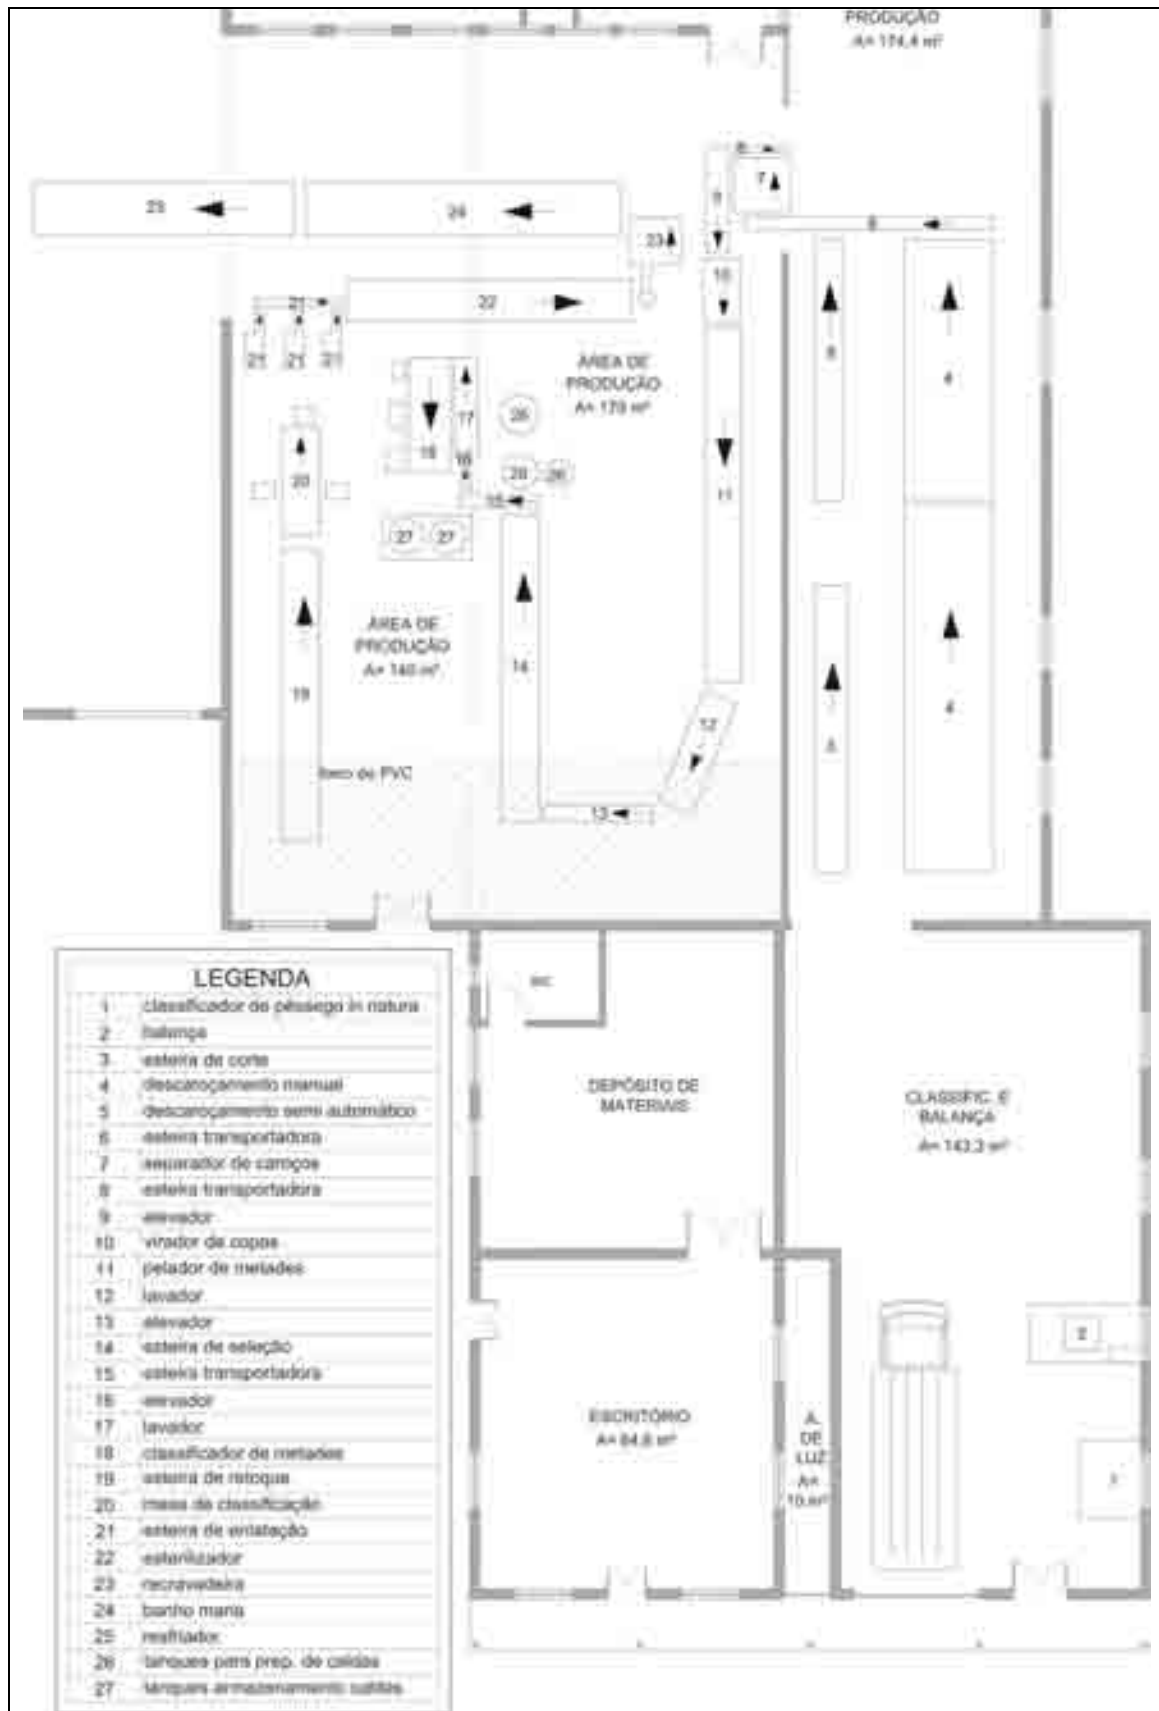 PRODUÇÃO
A= 174,4 m²
8
7
9
6
25
24
23
10
22
21
21
21
21
ÁREA DE
PRODUÇÃO
A= 170 m²
4
17
26
18
16
20
26
26
15
11
27
27
ÁREA DE
PRODUÇÃO
A= 140 m²
14
19
12
4
forro de PVC
13
LEGENDA
1 classificador de pêssego in natura
2 balança
3 esteira de corte
4 descaroçamento manual
5 descaroçamento semi automático
6 esteira transportadora
7 separador de caroços
8 esteira transportadora
9 elevador
10 virador de copos
11 pelador de metades
12 lavador
13 elevador
14 esteira de seleção
15 esteira transportadora
16 elevador
17 lavador
18 classificador de metades
19 esteira de retoque
20 mesa de classificação
21 esteira de enlatação
22 esterilizador
23 recravadeira
24 banho maria
25 resfriador
26 tanques para prep. de caldas
27 tanques armazenamento
WC
DEPÓSITO DE
MATERIAIS
CLASSIFIC. E
BALANÇA
A= 143,3 m²
2
ESCRITÓRIO
A= 84,8 m²
A.
DE
LUZ
A=
10 m²
1